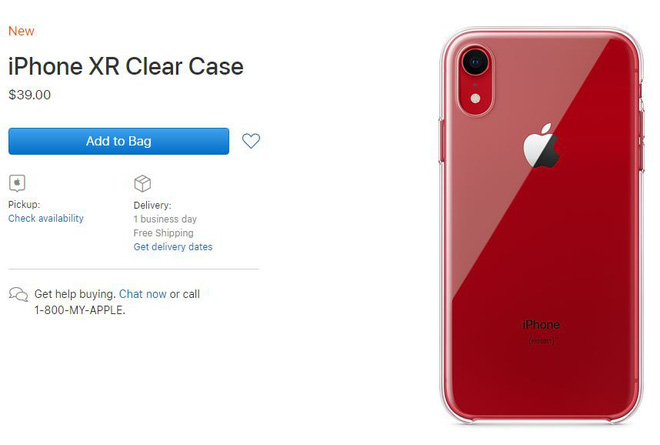 New
iPhone XR Clear Case
$39.00
Add to Bag
Pickup:
Check availability
Delivery:
1 business day
Free Shipping
Get delivery dates
Get help buying. Chat now or call
1-800-MY-APPLE.
iPhone